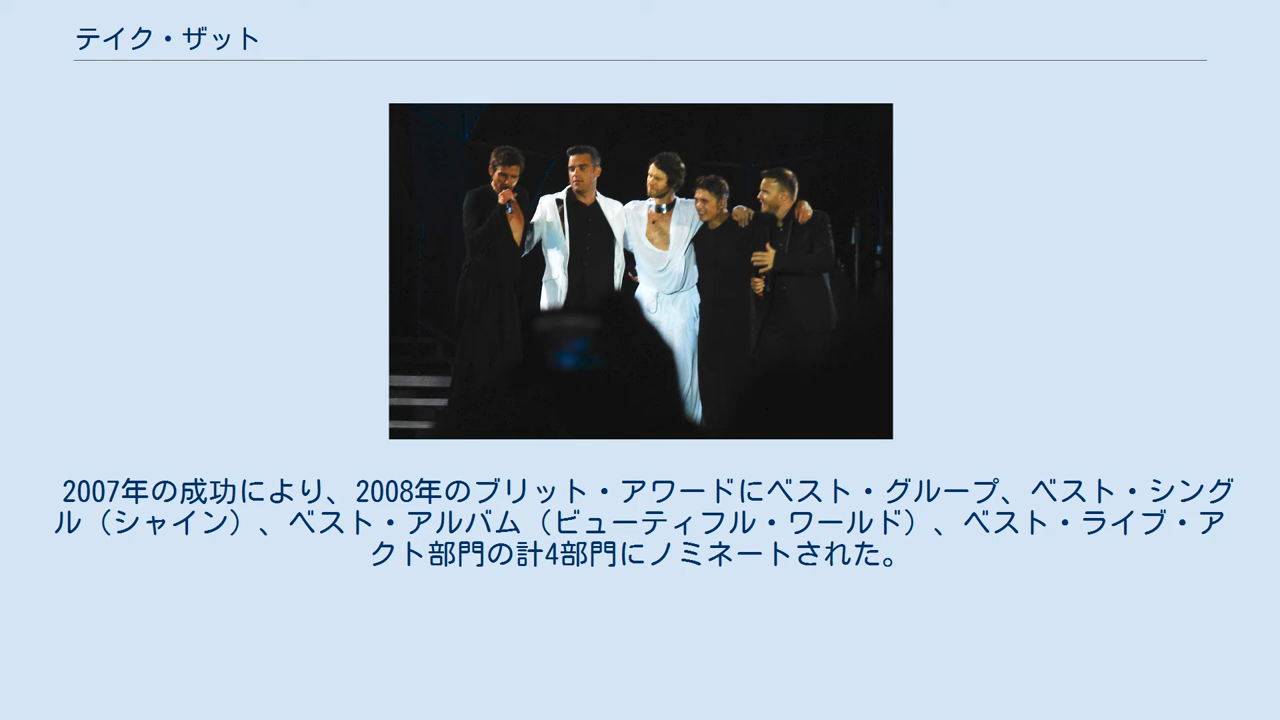 テイク・ザット
2007年の成功により、2008年のブリット・アワードにベスト・グループ、ベスト・シング
ル（シャイン）、ベスト・アルバム（ビューティフル・ワールド）、ベスト・ライブ・ア
クト部門の計4部門にノミネートされた。